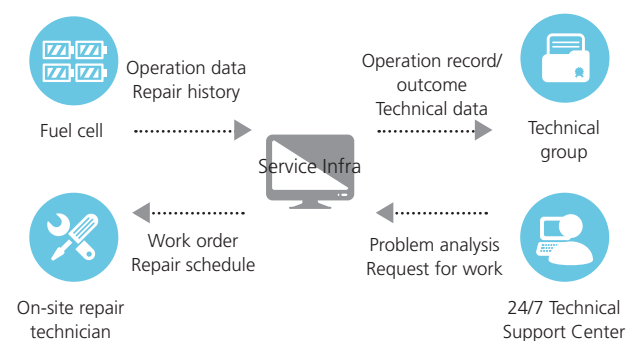 Operation data
Repair history
Fuel cell
Operation record/
outcome
Technical data
Technical
group
Service Infra
Work order
Repair schedule
On-site repair
technician
Problem analysis
Request for work
24/7 Technical
Support Center